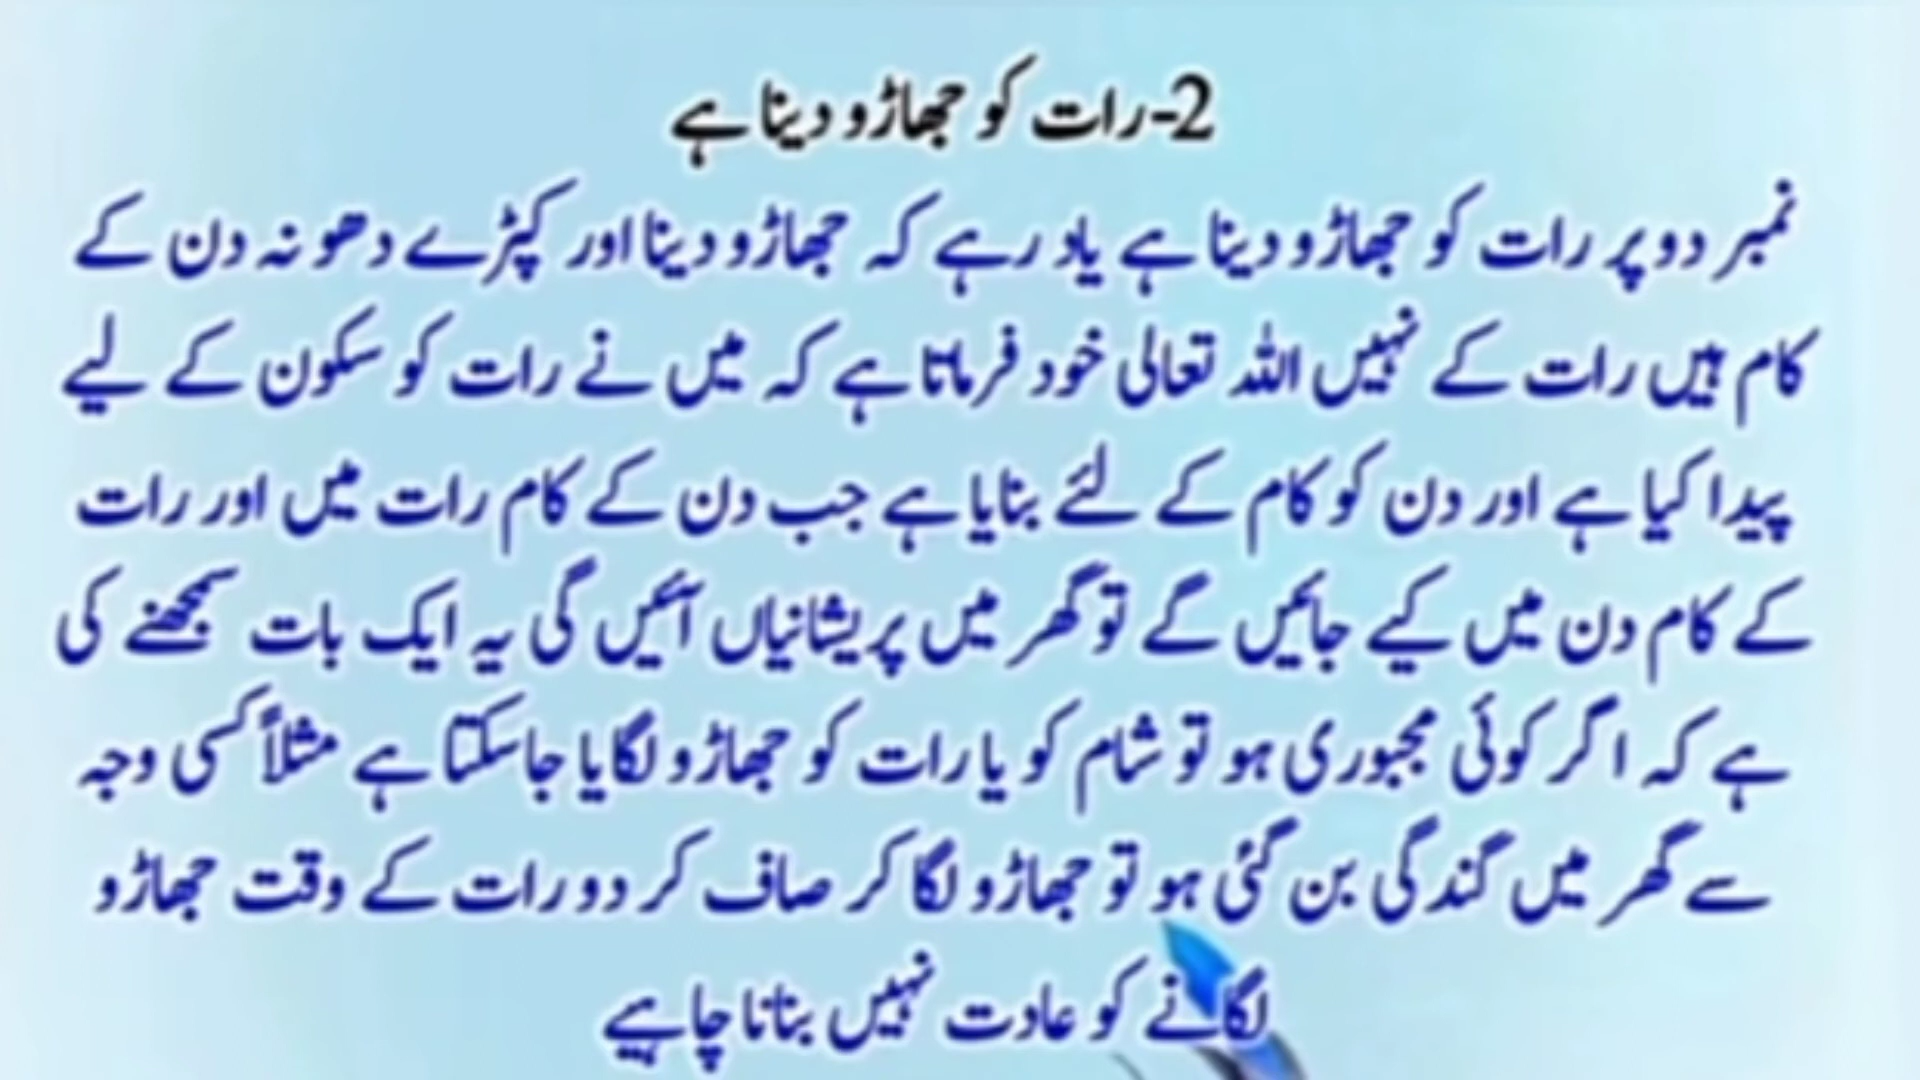 2-رات کو جھاڑو دینا ہے
نمبر دو پر رات کو جھاڑو دینا ہے یاد رہے کہ جھاڑو دینا اور کپڑے دھونہ دن کے
کام ہیں رات کے نہیں اللہ تعالی خود فرماتا ہے کہ میں نے رات کو سکون کے لیے
پیدا کیا ہے اور دن کو کام کے لئے بنایا ہے جب دن کے کام رات میں اور رات
کے کام دن میں کیے جائیں گے تو گھر میں پریشانیاں آئیں گی یہ ایک بات سمجھنے کی
ہے کہ اگر کوئی مجبوری ہو تو شام کو یا رات کو جھاڑو لگایا جاسکتا ہے مثلاً کسی وجہ
سے گھر میں گندگی بن گئی ہو تو جھاڑو لگا کر صاف کر دو رات کے وقت جھاڑو
لگانے کو عادت نہیں بنانا چاہیے